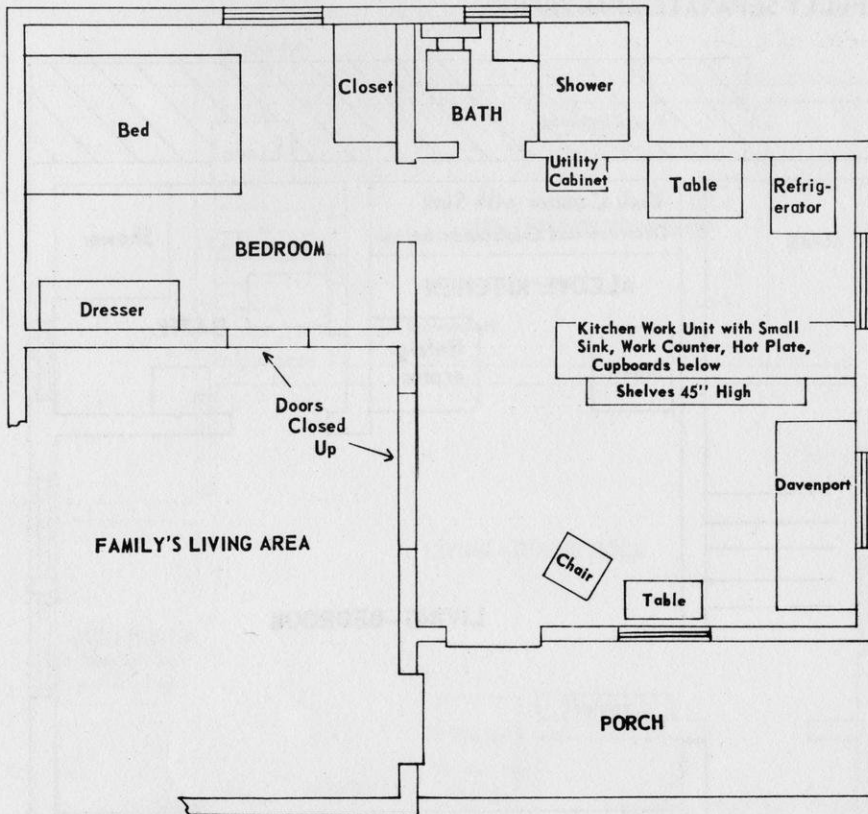 Closet
Shower
Bed
BATH
Utility
Cabinet
Table
Refrig-
erator
BEDROOM
Dresser
Kitchen Work Unit with Small
Sink, Work Counter, Hot Plate,
Cupboards below
Shelves 45" High
Doors
Closed
Up
Davenport
FAMILY'S LIVING AREA
Chair
Table
PORCH